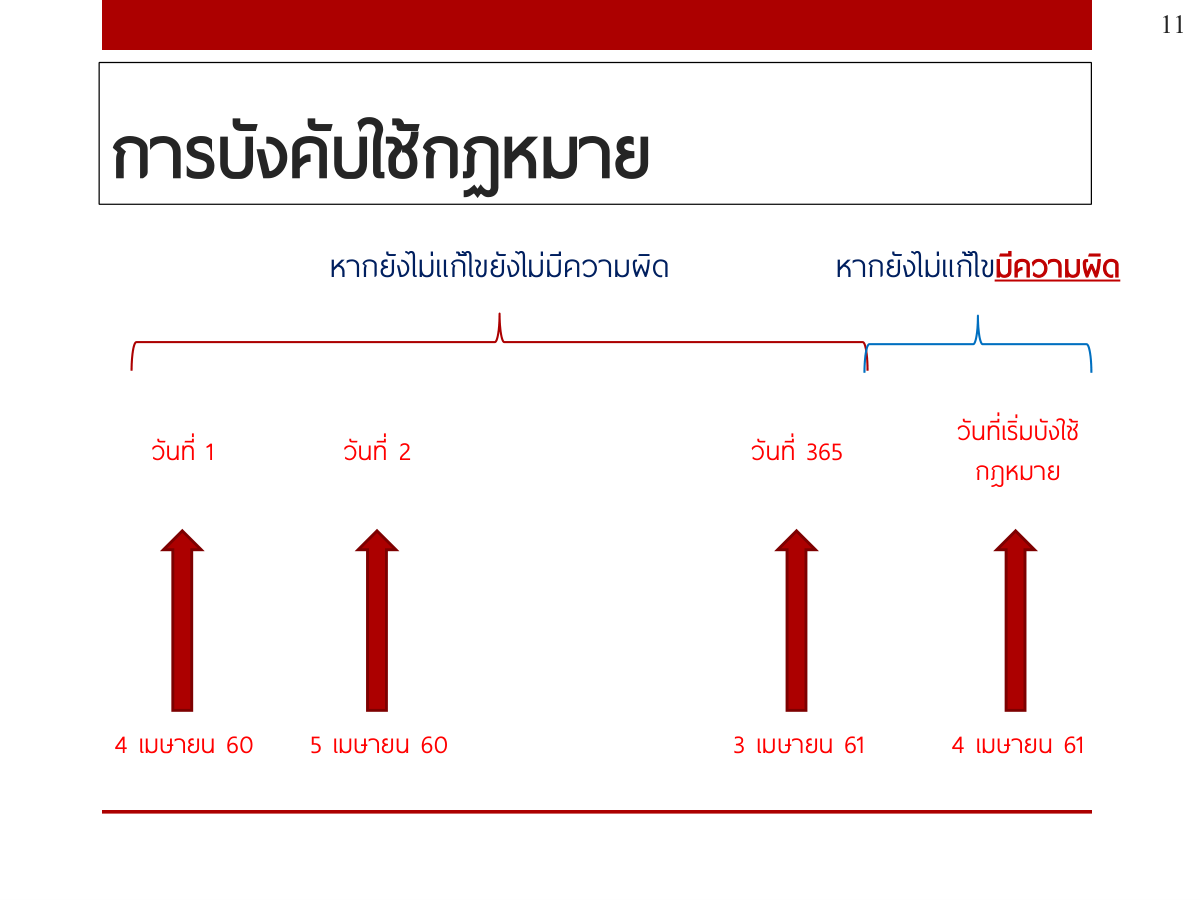 11
การบังคับใช้กฏหมาย
หากยังไม่แก้ไขยังไม่มีความผิด
หากยังไม่แก้ไขมีความผิด
วันที่ 1
วันที่ 2
วันที่ 365
วันที่เริ่มบังใช้
กฎหมาย
4 เมษายน 60
5 เมษายน 60
3 เมษายน 61
4 เมษายน 61